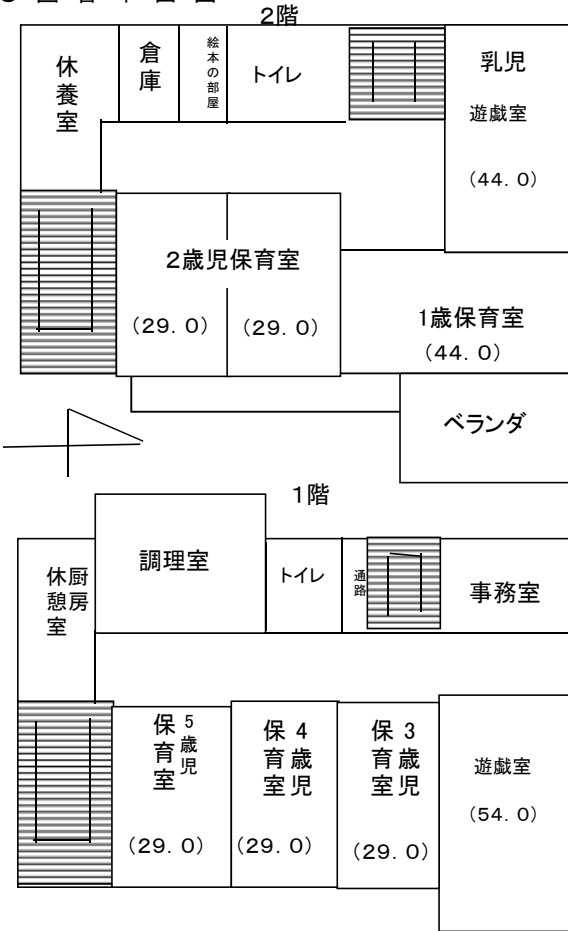 2階
休養室
倉庫
絵本の部屋
トイレ
乳児
遊戯室
(44.0)
2歳児保育室
(29.0)
(29.0)
1歳保育室
(44.0)
ベランダ
1階
調理室
厨房
休憩室
トイレ
通路
事務室
5歳児
保育室
(29.0)
4歳児
保育室
(29.0)
3歳児
保育室
(29.0)
遊戯室
(54.0)